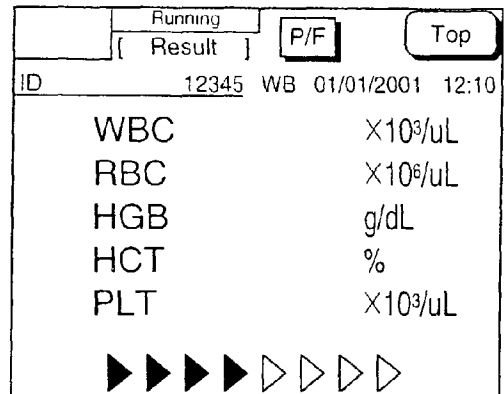 Running
[ Result ] P/F Top
ID 12345 WB 01/01/2001 12:10
WBC ×10³/uL
RBC ×10⁶/uL
HGB g/dL
HCT %
PLT ×10³/uL